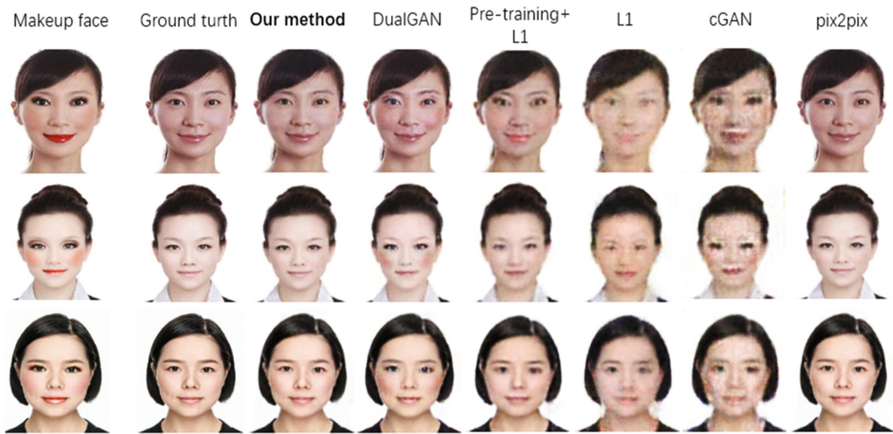 Makeup face
Ground turth
Our method
DualGAN
Pre-training+
L1
L1
cGAN
pix2pix